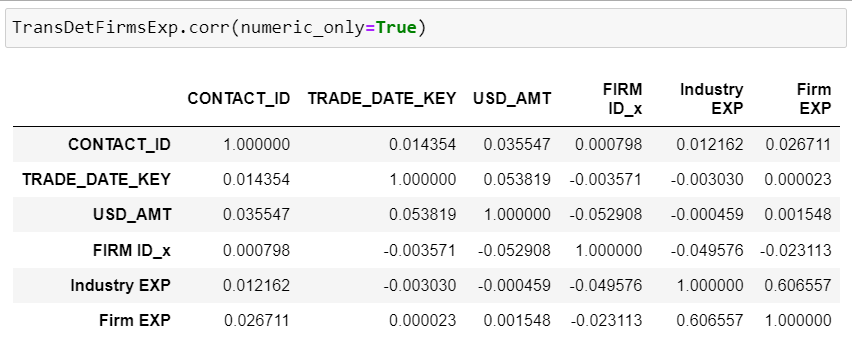 TransDetFirmsExp.corr(numeric_only=True)
CONTACT_ID TRADE_DATE_KEY USD_AMT FIRM ID_x Industry EXP Firm EXP
CONTACT_ID 1.000000 0.014354 0.035547 0.000798 0.012162 0.026711
TRADE_DATE_KEY 0.014354 1.000000 0.053819 -0.003571 -0.003030 0.000023
USD_AMT 0.035547 0.053819 1.000000 -0.052908 -0.000459 0.001548
FIRM ID_x 0.000798 -0.003571 -0.052908 1.000000 -0.049576 -0.023113
Industry EXP 0.012162 -0.003030 -0.000459 -0.049576 1.000000 0.606557
Firm EXP 0.026711 0.000023 0.001548 -0.023113 0.606557 1.000000